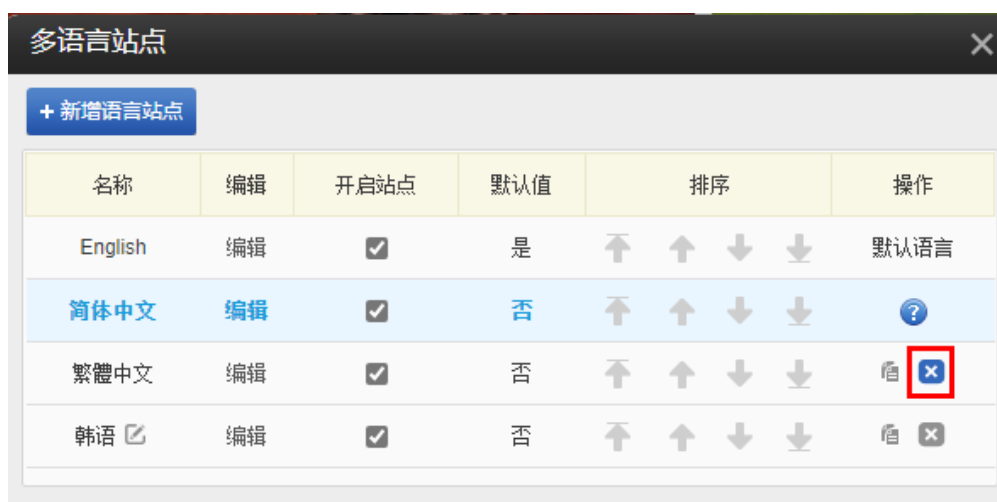 多语言站点
+ 新增语言站点
名称 编辑 开启站点 默认值 排序 操作
English 编辑 是 默认语言
简体中文 编辑 否
繁體中文 编辑 否
韩语 编辑 否